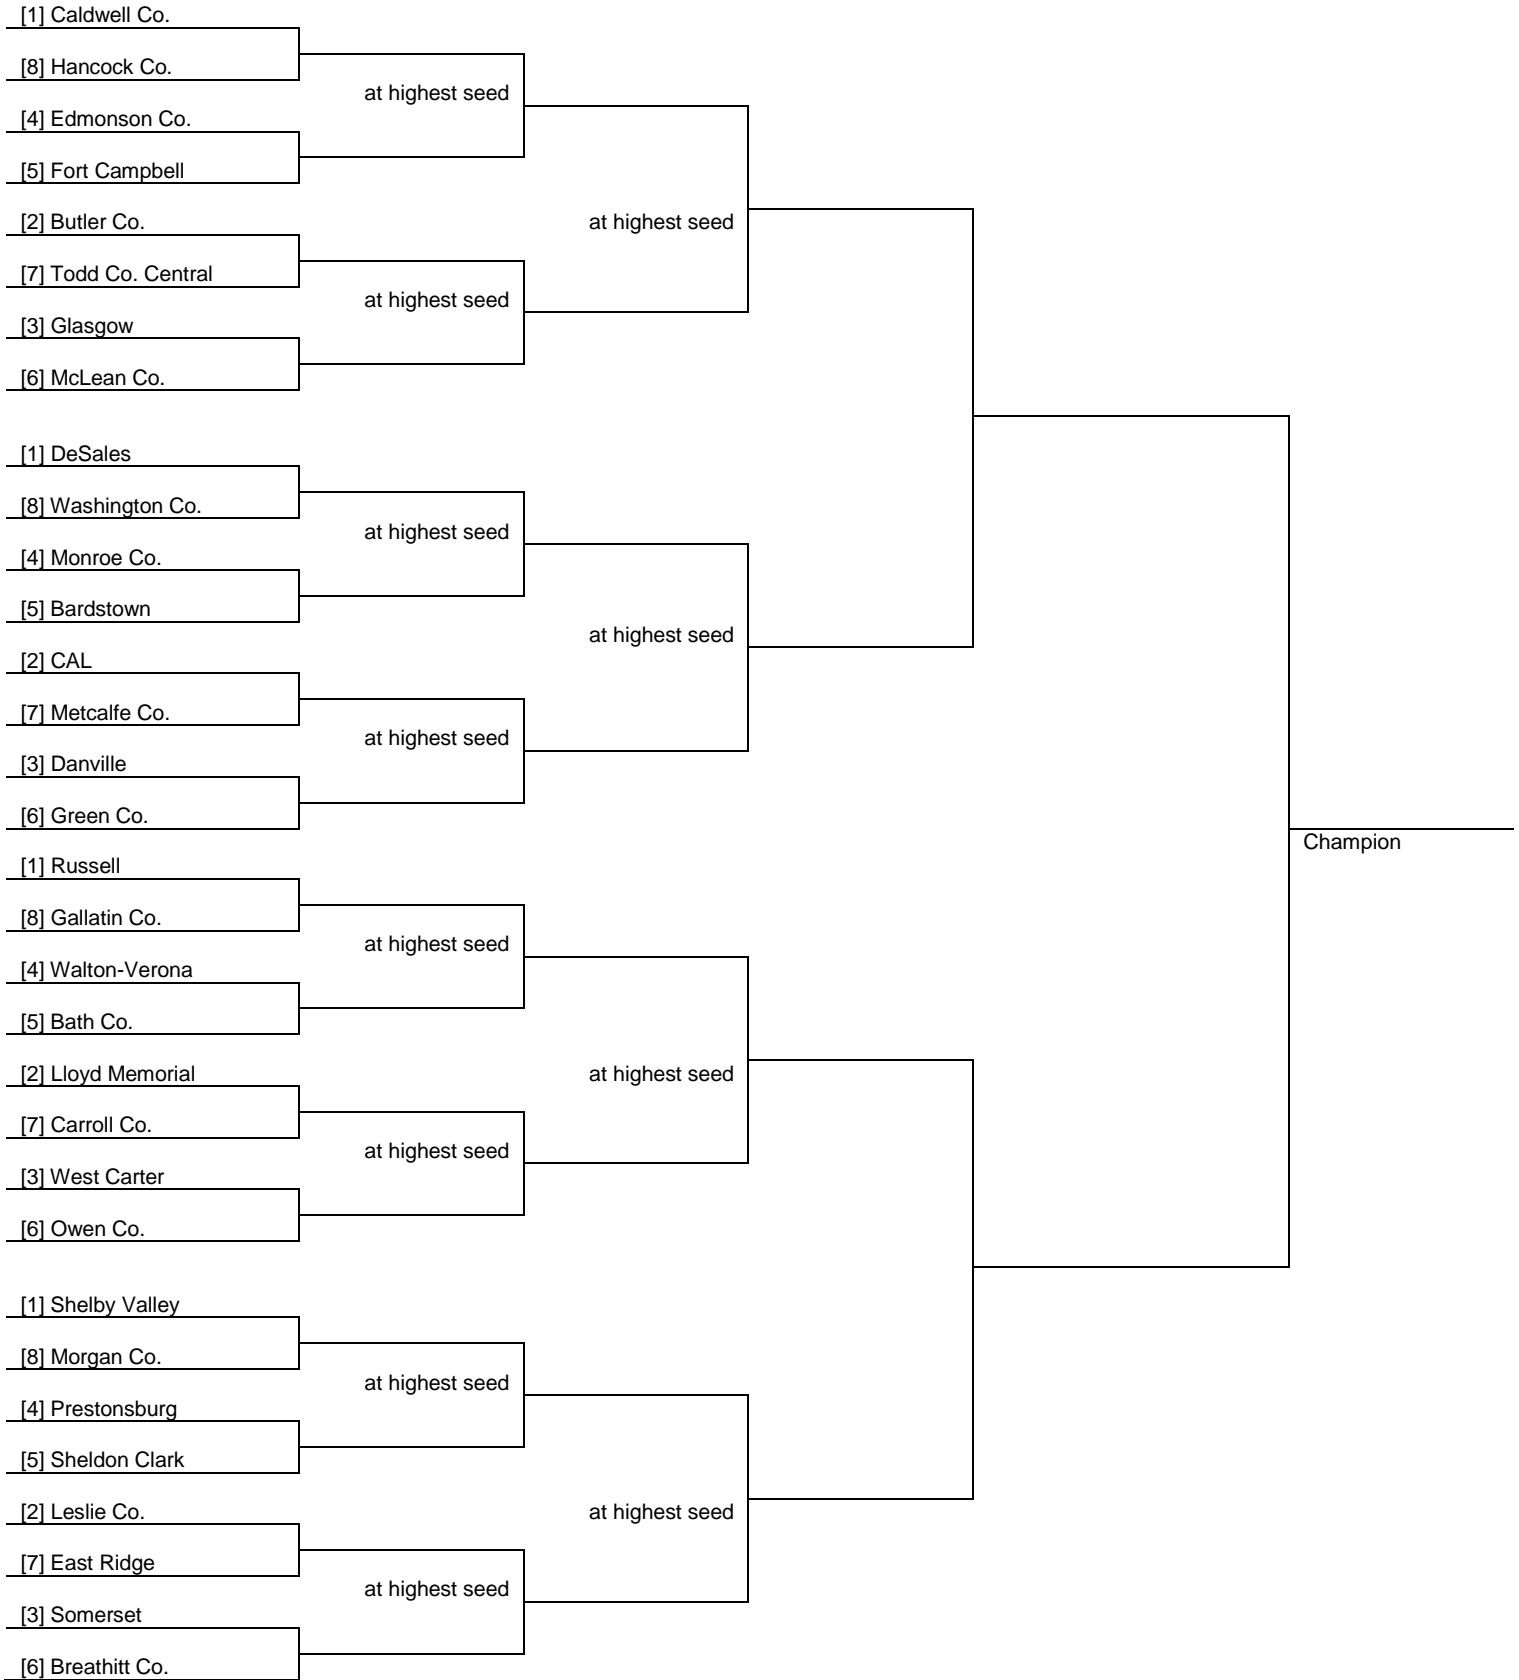 [1] Caldwell Co.
[8] Hancock Co.
at highest seed
[4] Edmonson Co.
[5] Fort Campbell
[2] Butler Co.
at highest seed
[7] Todd Co. Central
at highest seed
[3] Glasgow
[6] McLean Co.
[1] DeSales
[8] Washington Co.
at highest seed
[4] Monroe Co.
[5] Bardstown
at highest seed
[2] CAL
[7] Metcalfe Co.
at highest seed
[3] Danville
[6] Green Co.
Champion
[1] Russell
[8] Gallatin Co.
at highest seed
[4] Walton-Verona
[5] Bath Co.
[2] Lloyd Memorial
at highest seed
[7] Carroll Co.
at highest seed
[3] West Carter
[6] Owen Co.
[1] Shelby Valley
[8] Morgan Co.
at highest seed
[4] Prestonsburg
[5] Sheldon Clark
[2] Leslie Co.
at highest seed
[7] East Ridge
at highest seed
[3] Somerset
[6] Breathitt Co.